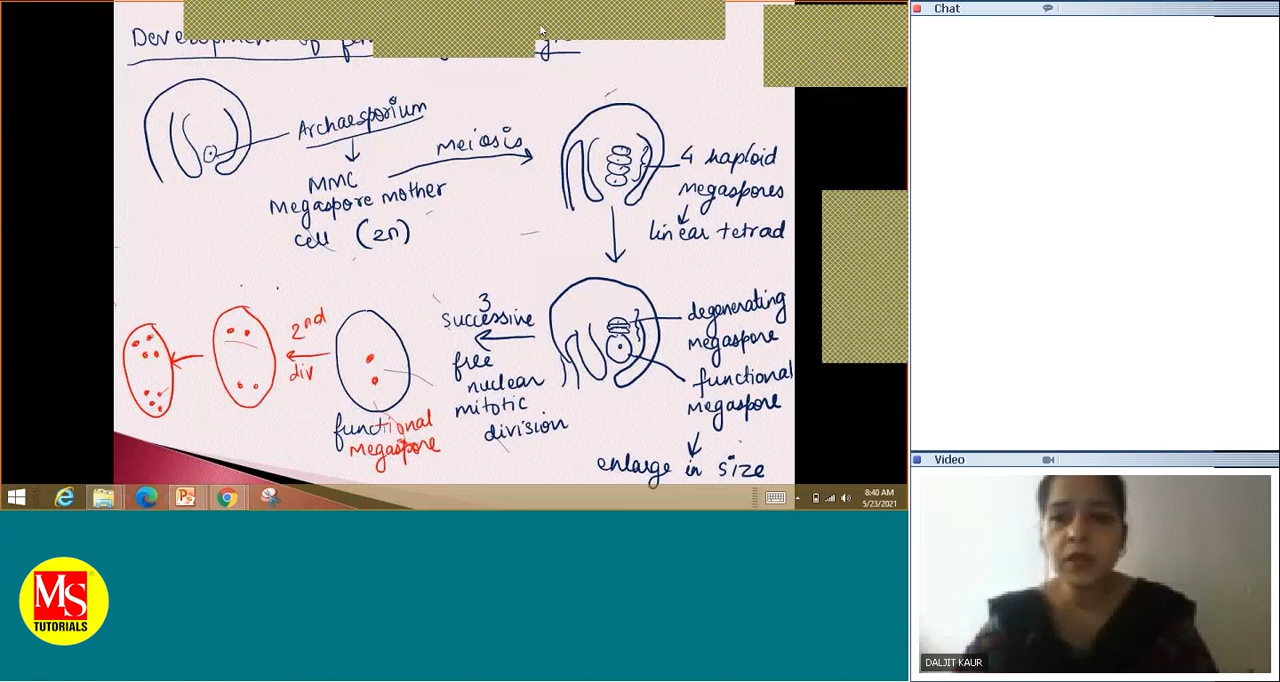 Development of
Archaesporium
MMC
Megaspore mother
cell (2n)
Meiosis
4 haploid
megaspores
linear tetrad
degenerating
megaspore
functional
megaspore
enlarge in size
3
successive
free
nuclear
mitotic
division
functional
megaspore
2nd
div
8:40 AM
5/23/2021
Chat
Video
DALJIT KAUR
MS
TUTORIALS